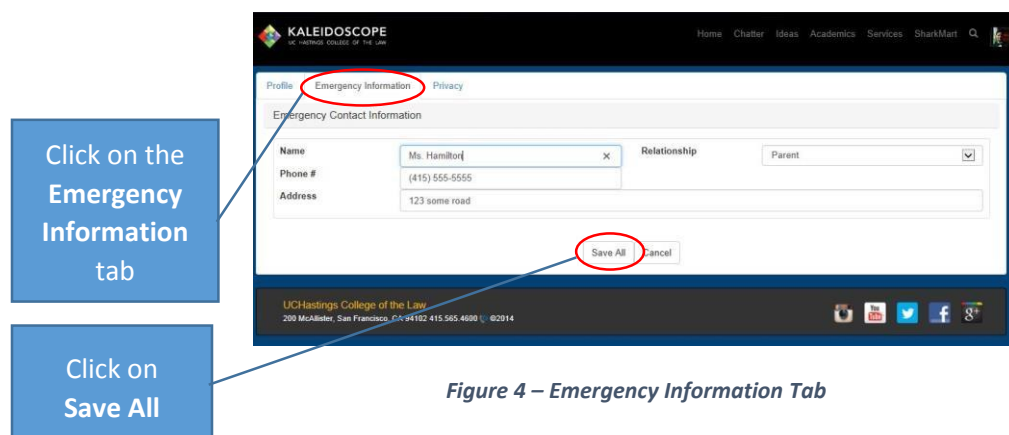 KALEIDOSCOPE
UC HASTINGS COLLEGE OF THE LAW
Home Chatter Ideas Academics Services SharkMart
Profile Emergency Information Privacy
Emergency Contact Information
Name Ms. Hamilton X Relationship Parent
Phone # (415) 555-5555
Address 123 some road
Save All Cancel
UCHastings College of the Law
200 McAllister, San Francisco, CA 94102 415.565.4600 ©2014
You
Tube
f
8+
Click on the
Emergency
Information
tab
Click on
Save All
Figure 4 – Emergency Information Tab